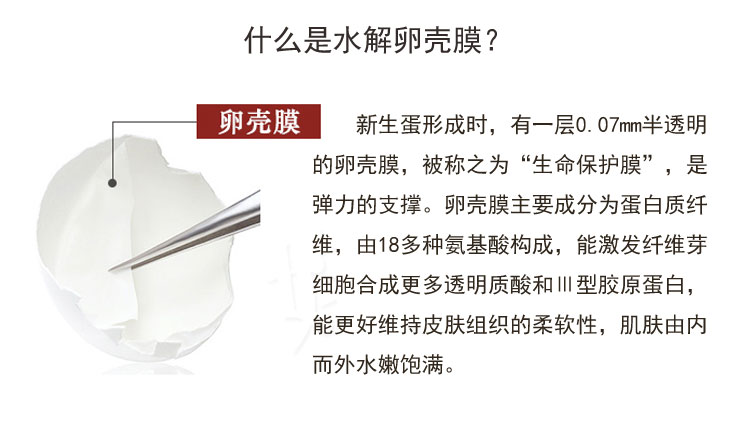 什么是水解卵壳膜？
卵壳膜
新生蛋形成时，有一层0.07mm半透明
的卵壳膜，被称之为“生命保护�”，是
弹力的支撑。卵壳膜主要成分为蛋白质纤
维，由18多种氨基酸构成，能激发纤维芽
细胞合成更多透明质酸和Ⅲ型胶原蛋白，
能更好维持皮肤组织的柔软性，肌肤由内
而外水嫩饱满。